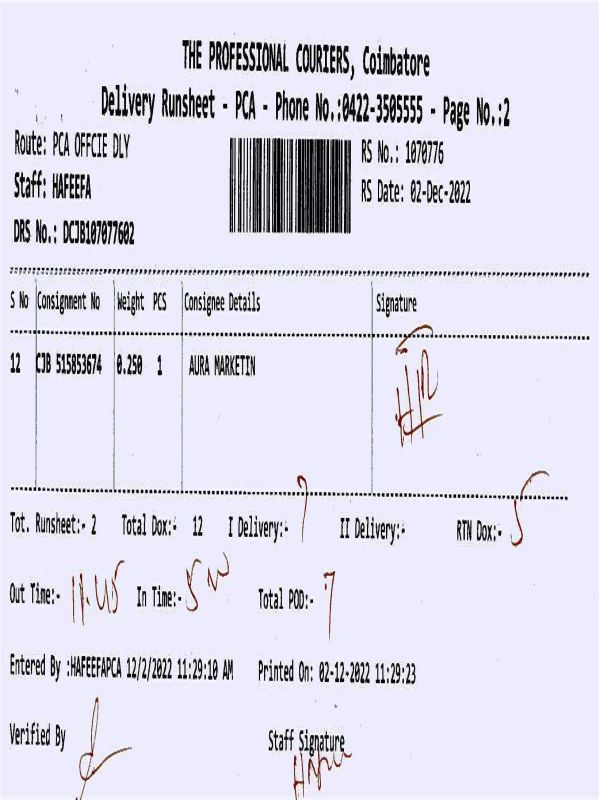 THE PROFESSIONAL COURIERS, Coimbatore
Delivery Runsheet - PCA - Phone No.:0422-3505555 - Page No.:2
Route: PCA OFFCIE DLY
RS No.: 1070776
Staff: HAFEEFA
RS Date: 02-Dec-2022
DRS No.: DCJB107077602
S No Consignment No Weight PCS Consignee Details Signature
12 CJB 515853674 0.250 1 AURA MARKETIN
Tot. Runsheet:- 2 Total Dox:- 12 I Delivery:- 7 II Delivery:- RTN Dox:- 5
Out Time:- 11.45 In Time:- 5 Total POD:- 7
Entered By :HAFEEFAPCA 12/2/2022 11:29:10 AM Printed On: 02-12-2022 11:29:23
Verified By Staff Signature